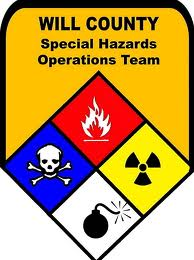 WILL COUNTY
Special Hazards
Operations Team